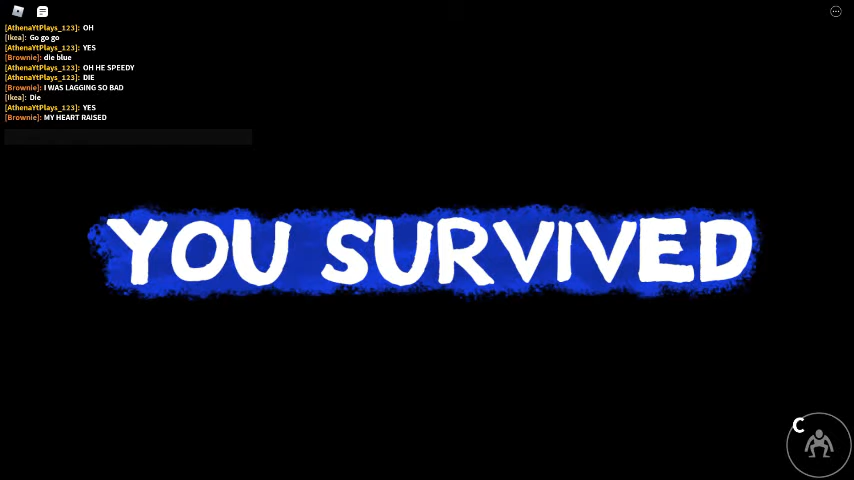 [AthenaYtPlays_123]: OH
[Ikea]: Go go go
[AthenaYtPlays_123]: YES
[Brownie]: die blue
[AthenaYtPlays_123]: OH HE SPEEDY
[AthenaYtPlays_123]: DIE
[Brownie]: I WAS LAGGING SO BAD
[Ikea]: Die
[AthenaYtPlays_123]: YES
[Brownie]: MY HEART RAISED
YOU SURVIVED
C